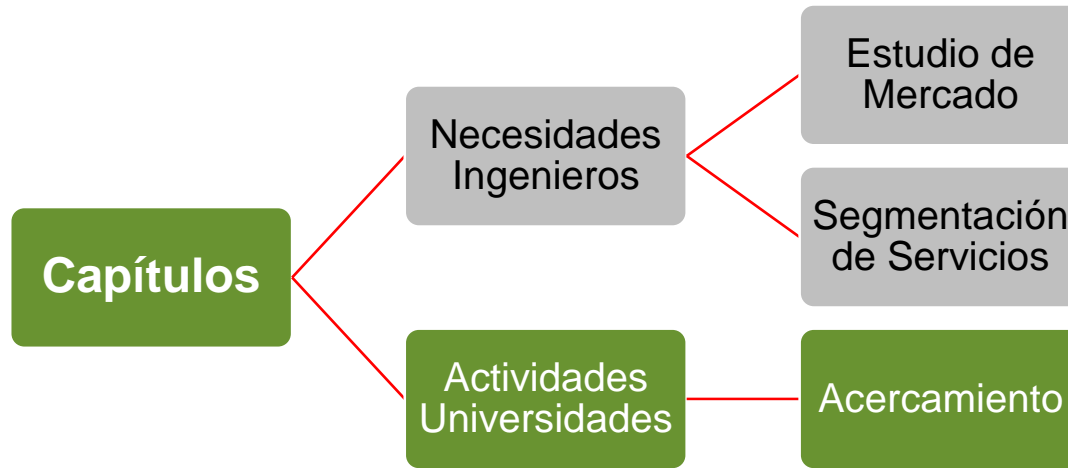 Capítulos
Necesidades
Ingenieros
Estudio de
Mercado
Segmentación
de Servicios
Actividades
Universidades
Acercamiento